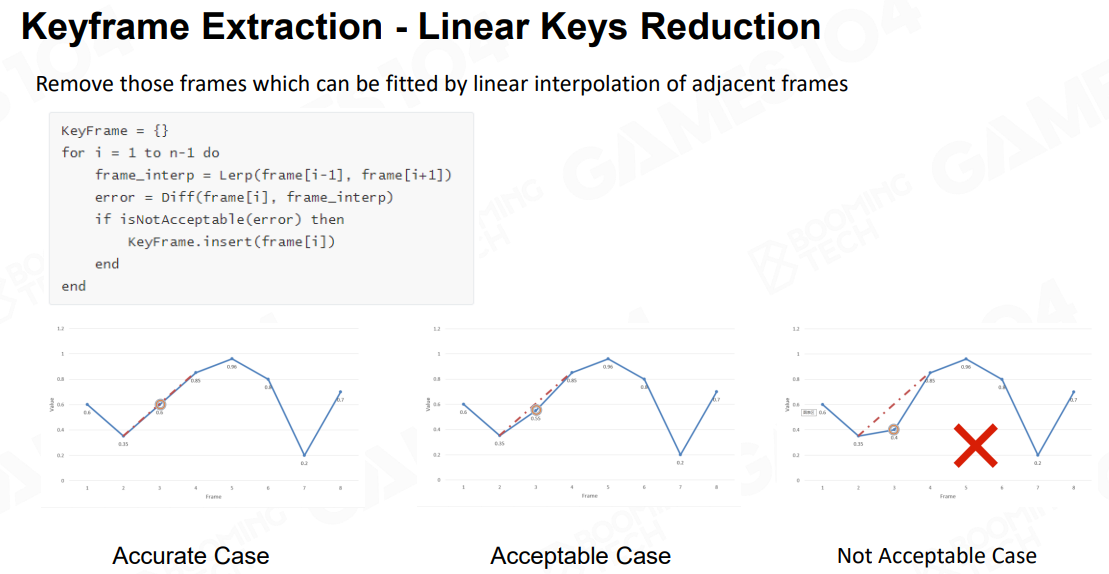 Keyframe Extraction - Linear Keys Reduction
Remove those frames which can be fitted by linear interpolation of adjacent frames
KeyFrame = {}
for i = 1 to n-1 do
frame_interp = Lerp(frame[i-1], frame[i+1])
error = Diff(frame[i], frame_interp)
if isNotAcceptable(error) then
KeyFrame.insert(frame[i])
end
end
1.2
1
0.8
0.6
0.4
0.2
0
Value
0.6
0.35
0.6
0.85
0.96
0.8
0.2
0.7
1 2 3 4 5 6 7 8
Frame
1.2
1
0.8
0.6
0.4
0.2
0
Value
0.6
0.35
0.55
0.85
0.96
0.8
0.2
0.7
1 2 3 4 5 6 7 8
Frame
1.2
1
0.8
0.6
0.4
0.2
0
Value
0.6
0.35
0.4
0.85
0.96
0.8
0.2
0.7
1 2 3 4 5 6 7 8
Frame
Accurate Case
Acceptable Case
Not Acceptable Case
GAMES104
BOOMING
TECH